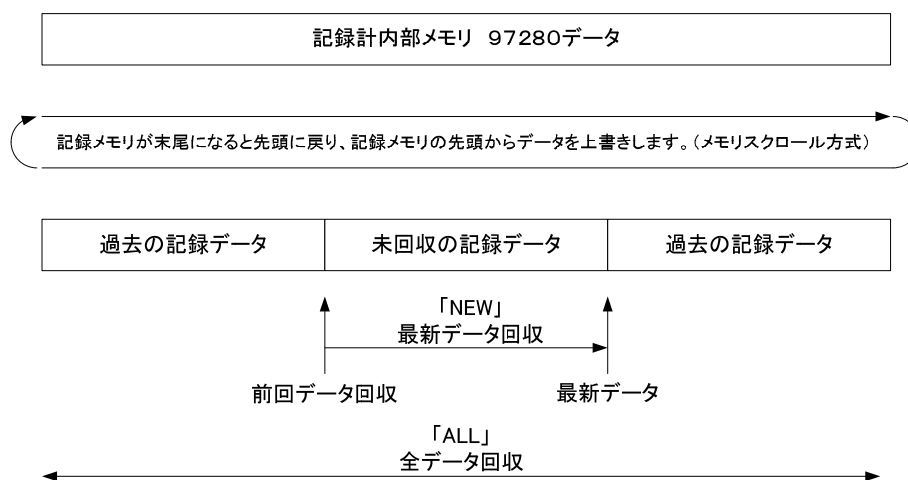 記録計内部メモリ 97280データ
記録メモリが末尾になると先頭に戻り、記録メモリの先頭からデータを上書きします。(メモリスクロール方式)
過去の記録データ 未回収の記録データ 過去の記録データ
「NEW」
最新データ回収
前回データ回収 最新データ
「ALL」
全データ回収